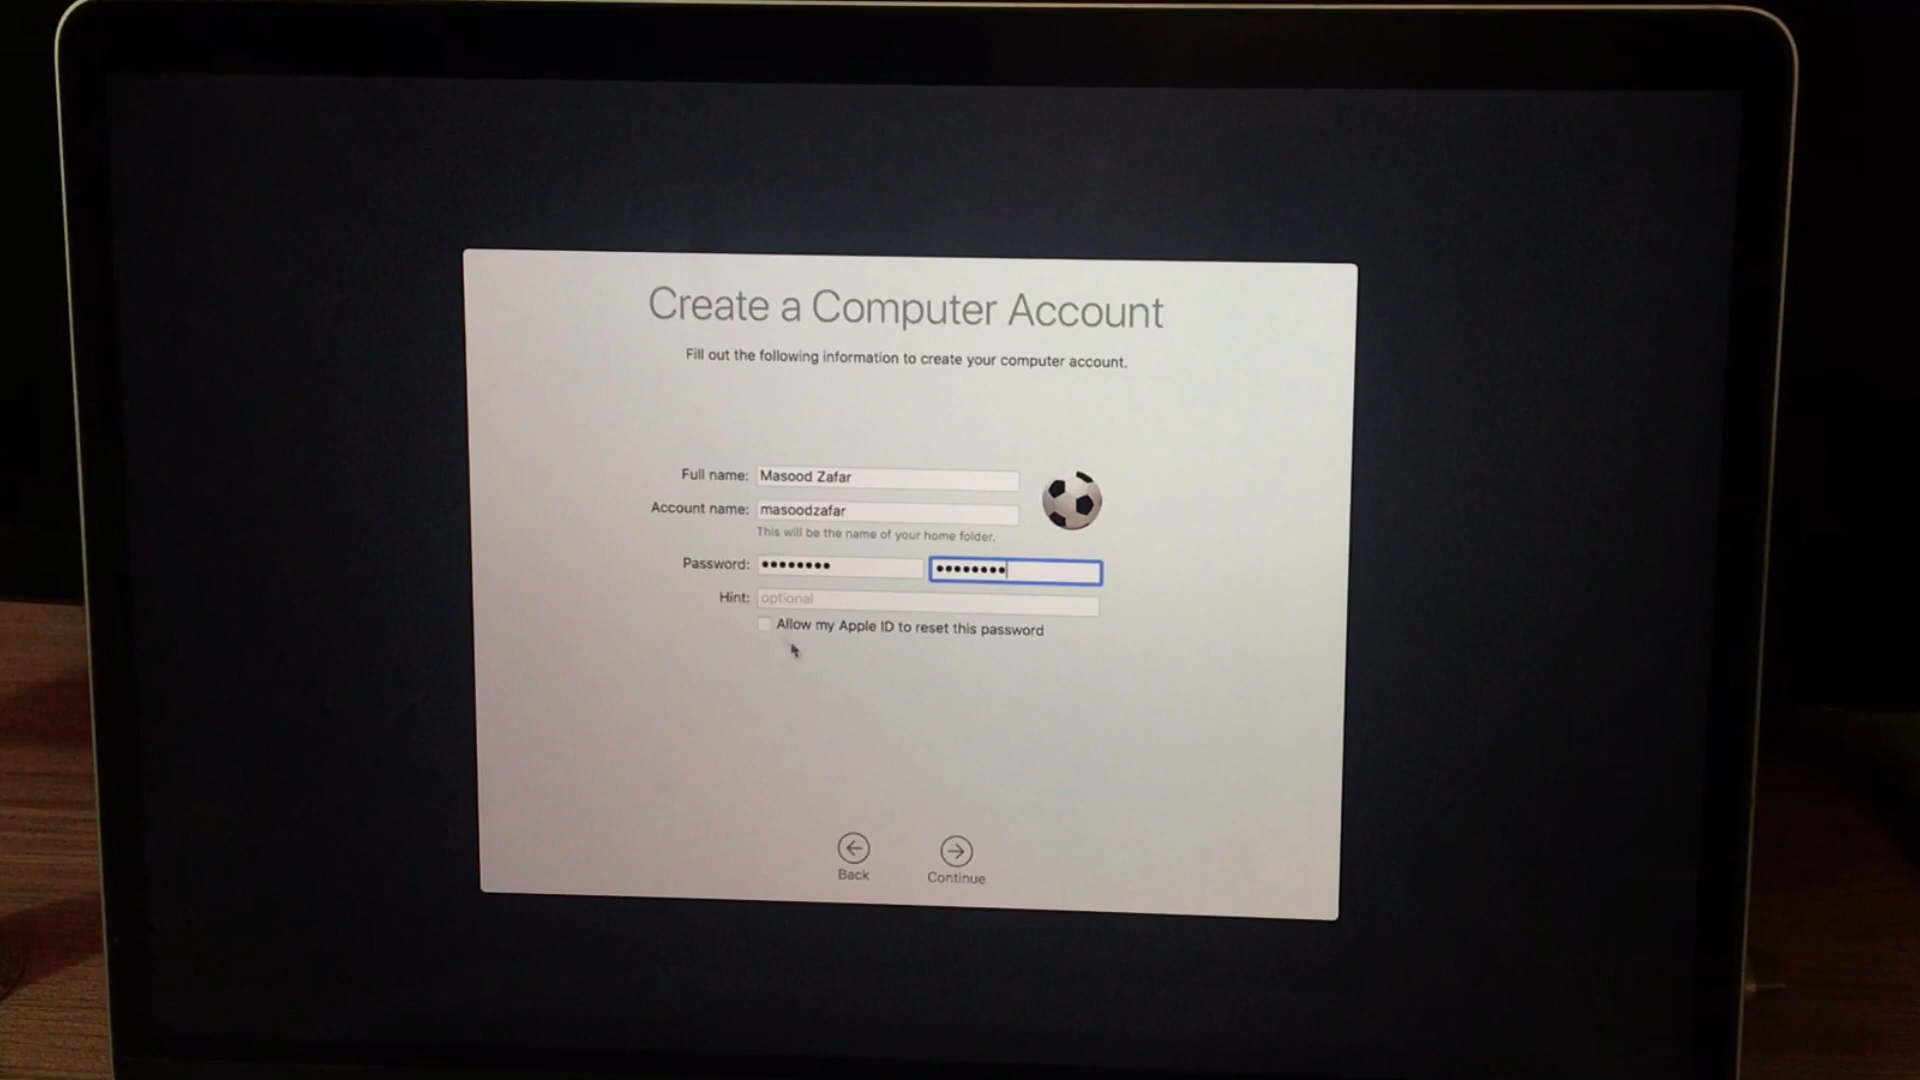 Create a Computer Account
Fill out the following information to create your computer account.
Full name: Masood Zafar
Account name: masoodzafar
This will be the name of your home folder.
Password: •••••••• ••••••••
Hint: optional
Allow my Apple ID to reset this password
Back Continue